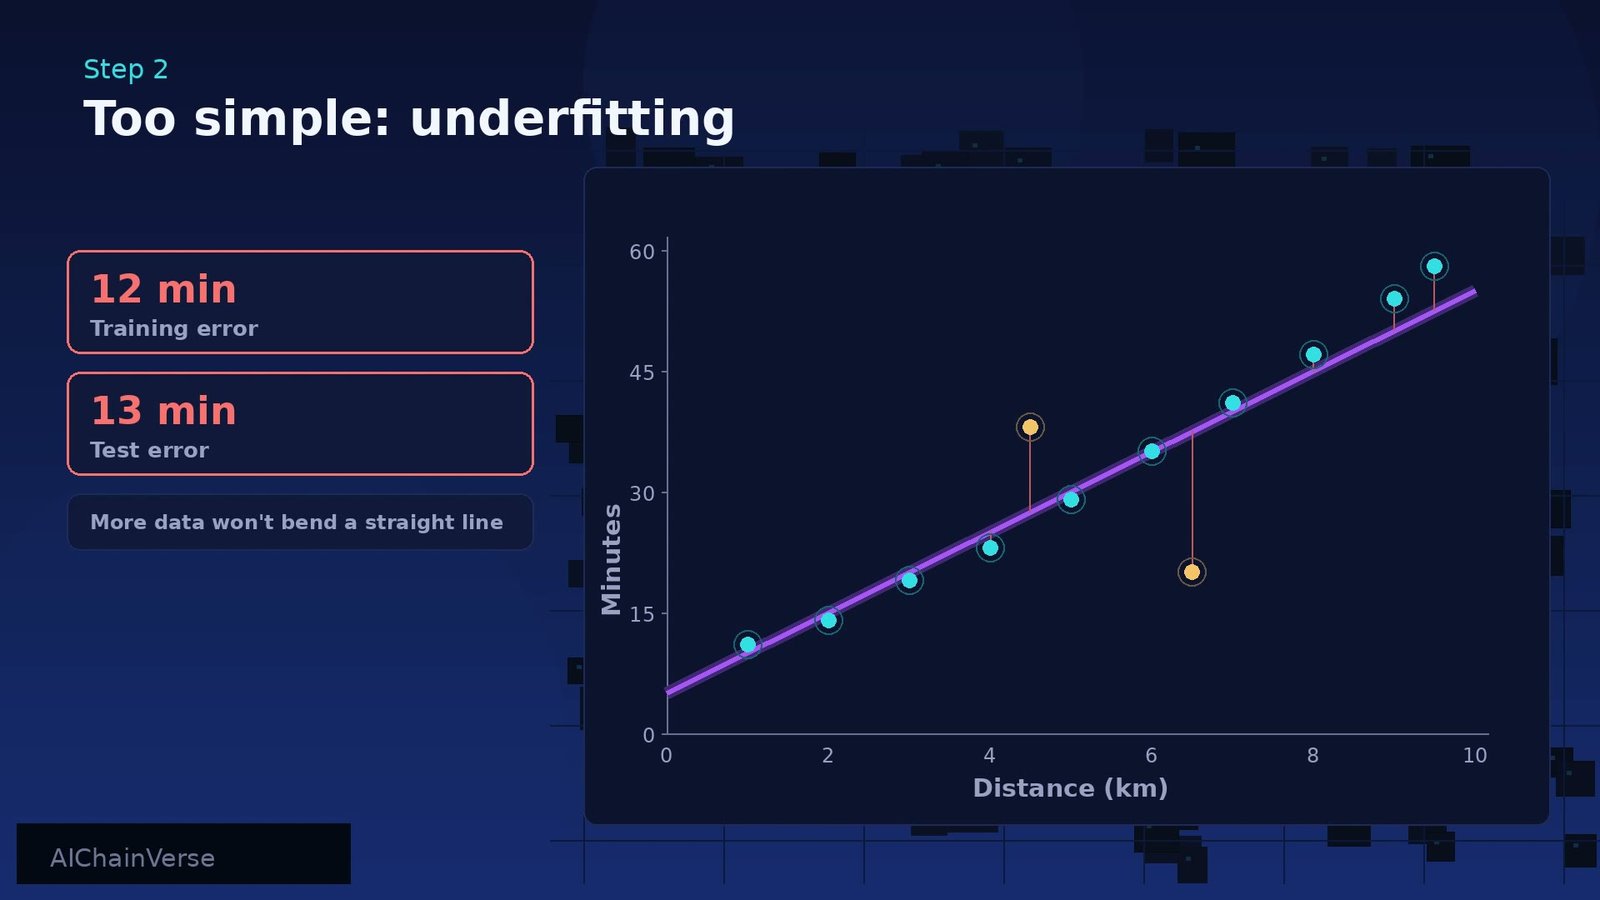 Step 2
Too simple: underfitting
12 min
Training error
13 min
Test error
More data won't bend a straight line
60
45
30
15
0
Minutes
0 2 4 6 8 10
Distance (km)
AIChainVerse